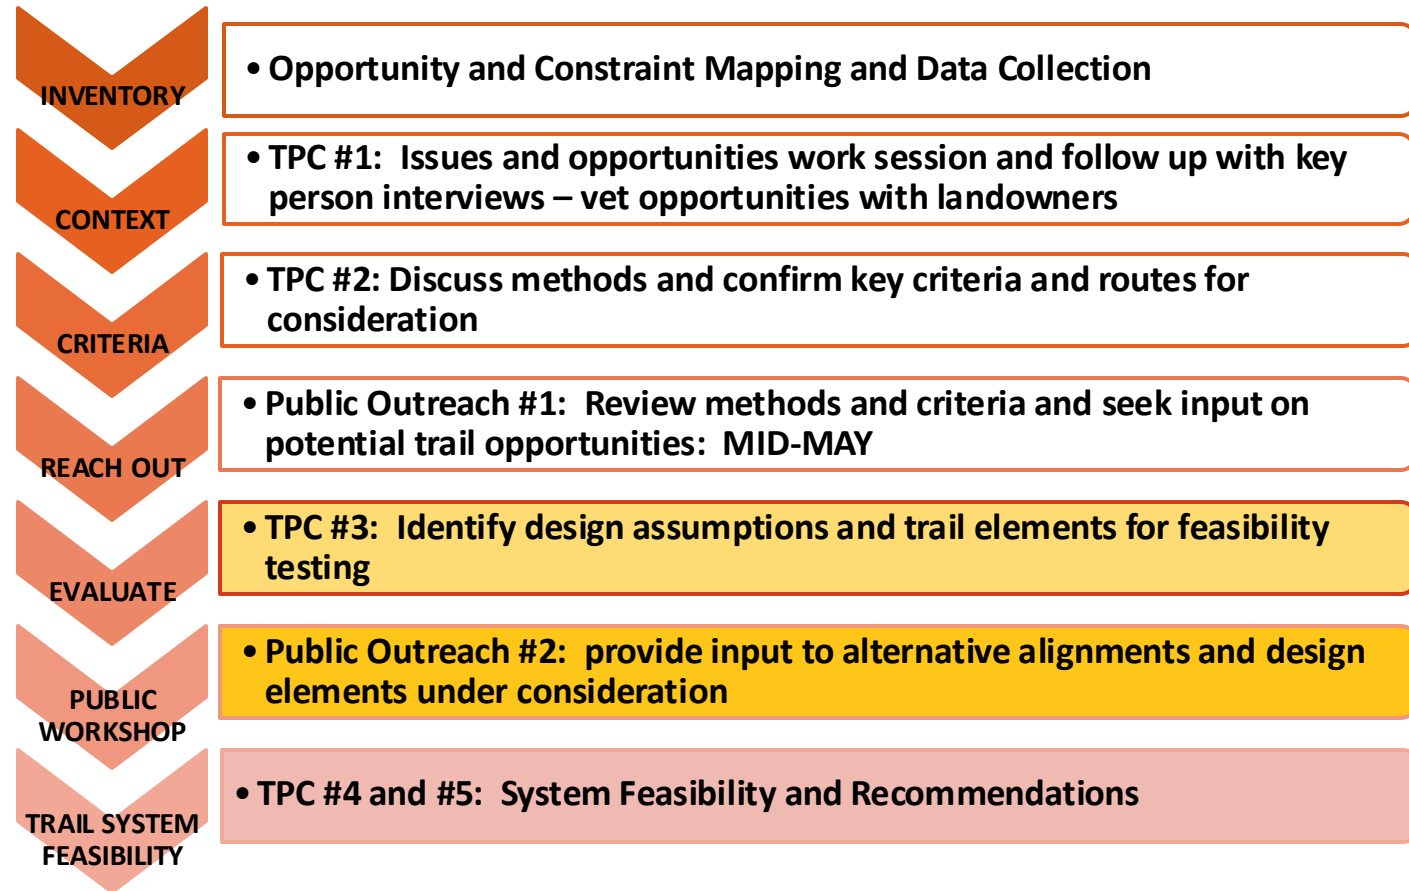 INVENTORY
• Opportunity and Constraint Mapping and Data Collection
CONTEXT
• TPC #1:  Issues and opportunities work session and follow up with key
person interviews – vet opportunities with landowners
CRITERIA
• TPC #2: Discuss methods and confirm key criteria and routes for
consideration
REACH OUT
• Public Outreach #1:  Review methods and criteria and seek input on
potential trail opportunities:  MID-MAY
EVALUATE
• TPC #3:  Identify design assumptions and trail elements for feasibility
testing
PUBLIC
WORKSHOP
• Public Outreach #2:  provide input to alternative alignments and design
elements under consideration
TRAIL SYSTEM
FEASIBILITY
• TPC #4 and #5:  System Feasibility and Recommendations